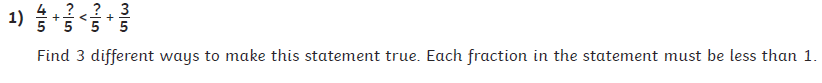 1) 4/5 + ?/5 < ?/5 + 3/5
Find 3 different ways to make this statement true. Each fraction in the statement must be less than 1.